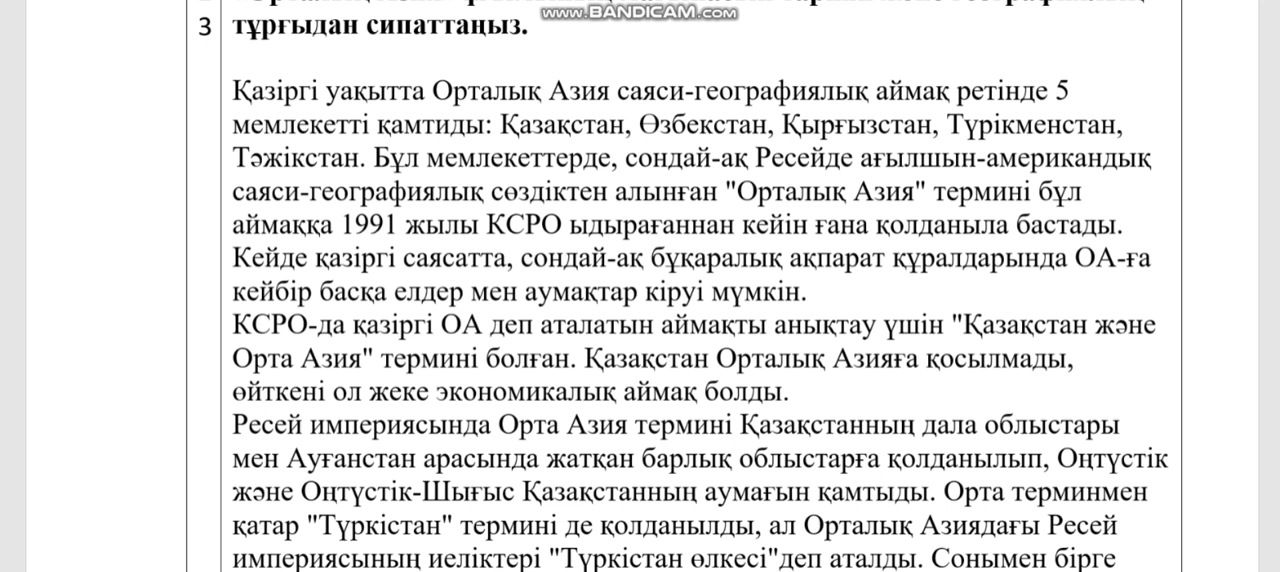 www.BANDICAM.com
3 тұрғыдан сипаттаңыз.
Қазіргі уақытта Орталық Азия саяси-географиялық аймақ ретінде 5
мемлекетті қамтиды: Қазақстан, Өзбекстан, Қырғызстан, Түрікменстан,
Тәжікстан. Бұл мемлекеттерде, сондай-ақ Ресейде ағылшын-американдық
саяси-географиялық сөздіктен алынған "Орталық Азия" термині бұл
аймаққа 1991 жылы КСРО ыдырағаннан кейін ғана қолданыла бастады.
Кейде қазіргі саясатта, сондай-ақ бұқаралық ақпарат құралдарында ОА-ға
кейбір басқа елдер мен аумақтар кіруі мүмкін.
КСРО-да қазіргі ОА деп аталатын аймақты анықтау үшін "Қазақстан және
Орта Азия" термині болған. Қазақстан Орталық Азияға қосылмады,
өйткені ол жеке экономикалық аймақ болды.
Ресей империясында Орта Азия термині Қазақстанның дала облыстары
мен Ауғанстан арасында жатқан барлық облыстарға қолданылып, Оңтүстік
және Оңтүстік-Шығыс Қазақстанның аумағын қамтыды. Орта терминмен
қатар "Түркістан" термині де қолданылды, ал Орталық Азиядағы Ресей
империясының иеліктері "Түркістан өлкесі"деп аталды. Сонымен бірге